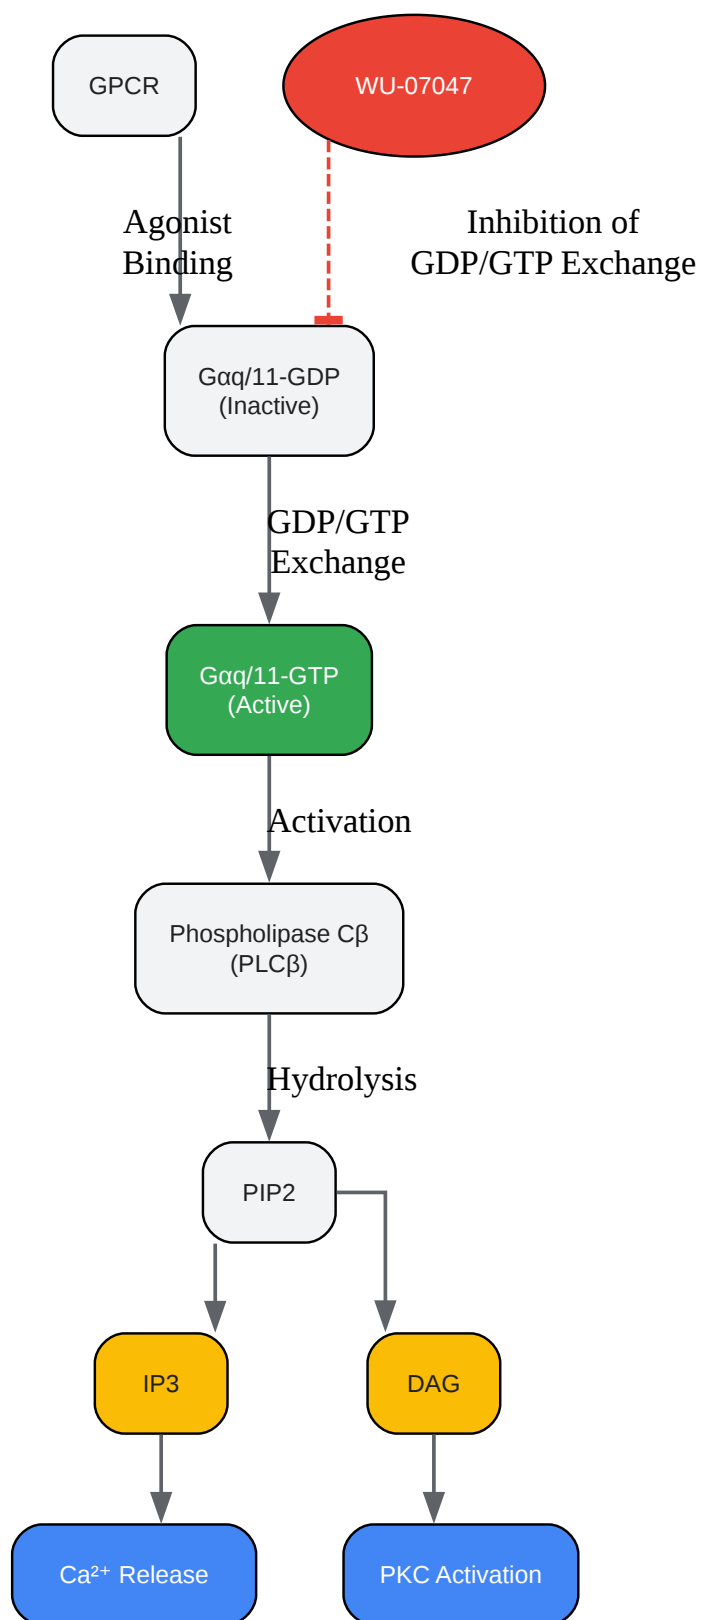 GPCR
WU-07047
Agonist
Binding
Inhibition of
GDP/GTP Exchange
Gαq/11-GDP
(Inactive)
GDP/GTP
Exchange
Gαq/11-GTP
(Active)
Activation
Phospholipase Cβ
(PLCβ)
Hydrolysis
PIP2
IP3
DAG
Ca²⁺ Release
PKC Activation